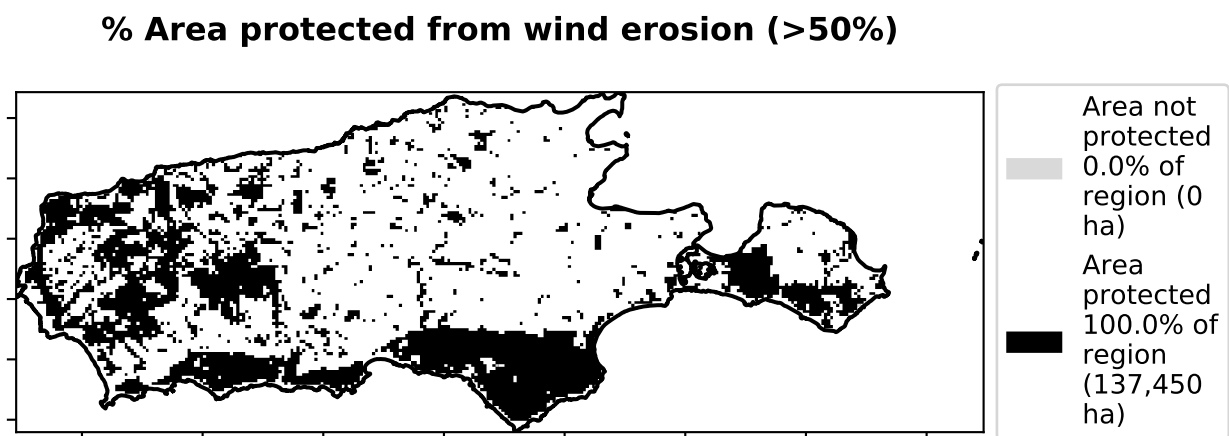 % Area protected from wind erosion (>50%)
Area not
protected
0.0% of
region (0
ha)
Area
protected
100.0% of
region
(137,450
ha)